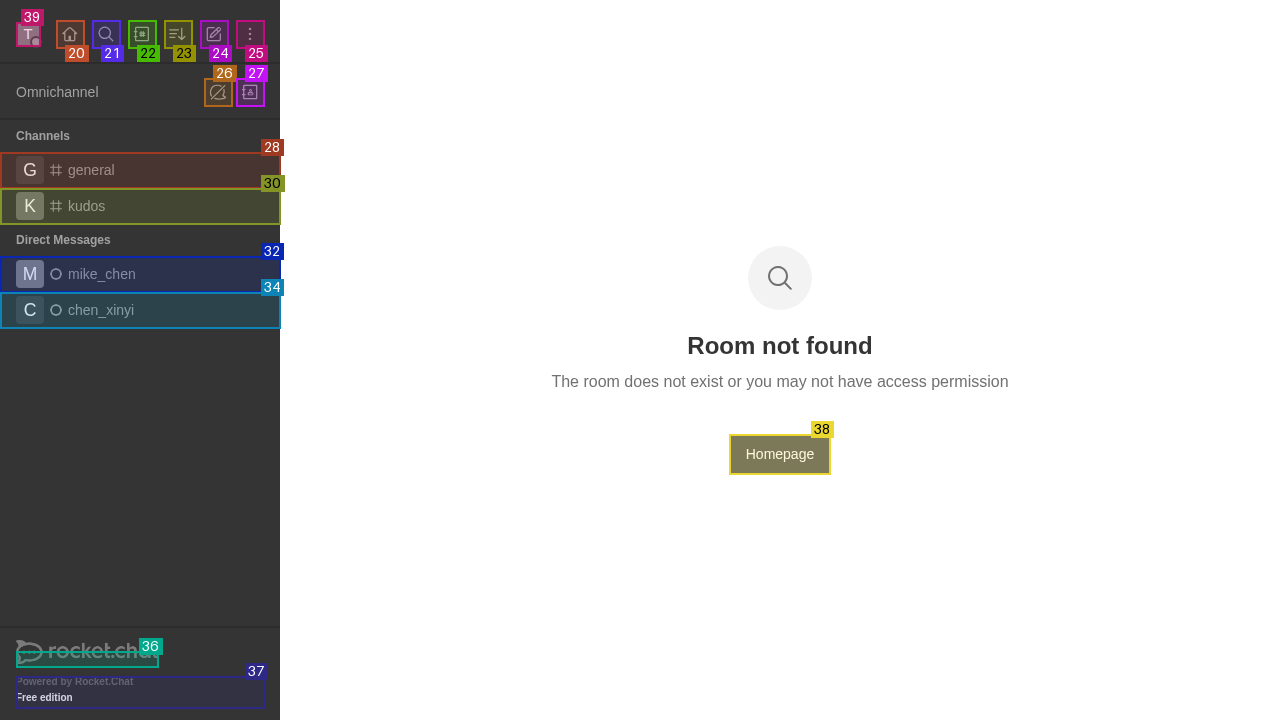 39
T
20
21
22
23
24
25
Omnichannel
26
27
Channels
28
G general
30
K kudos
Direct Messages
32
M mike_chen
34
C chen_xinyi
Room not found
The room does not exist or you may not have access permission
38
Homepage
36
rocket.chat
37
Powered by Rocket.Chat
Free edition